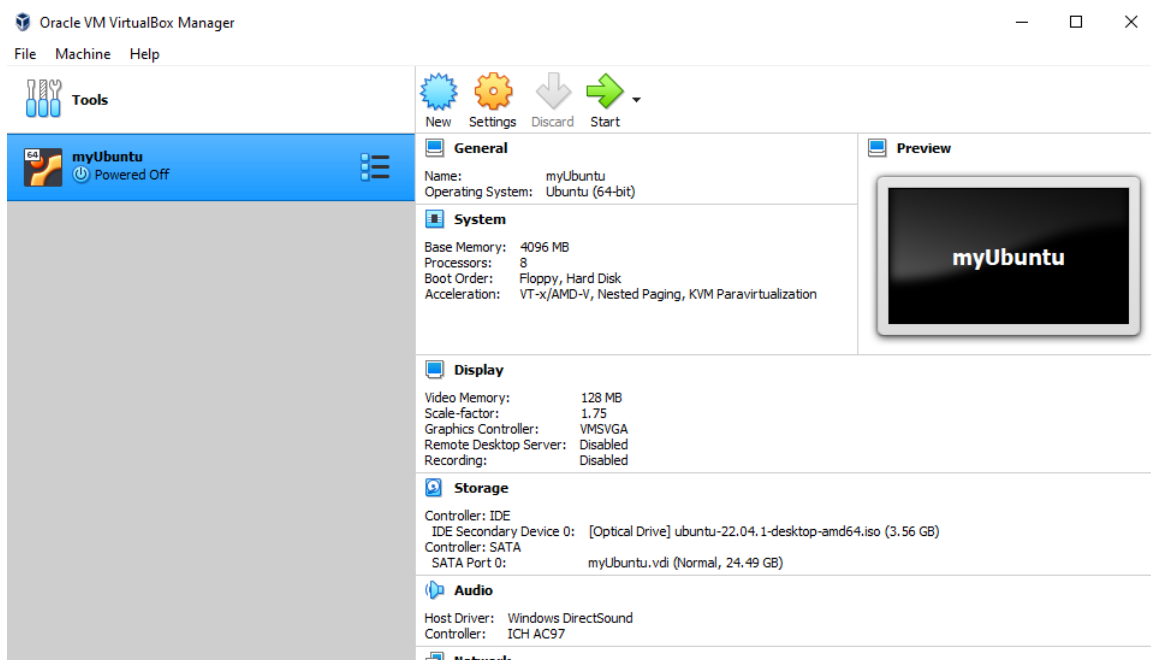 Oracle VM VirtualBox Manager
File Machine Help
Tools
New Settings Discard Start
64
myUbuntu
Powered Off
General
Name: myUbuntu
Operating System: Ubuntu (64-bit)
Preview
myUbuntu
System
Base Memory: 4096 MB
Processors: 8
Boot Order: Floppy, Hard Disk
Acceleration: VT-x/AMD-V, Nested Paging, KVM Paravirtualization
Display
Video Memory: 128 MB
Scale-factor: 1.75
Graphics Controller: VMSVGA
Remote Desktop Server: Disabled
Recording: Disabled
Storage
Controller: IDE
IDE Secondary Device 0: [Optical Drive] ubuntu-22.04.1-desktop-amd64.iso (3.56 GB)
Controller: SATA
SATA Port 0: myUbuntu.vdi (Normal, 24.49 GB)
Audio
Host Driver: Windows DirectSound
Controller: ICH AC97
Network